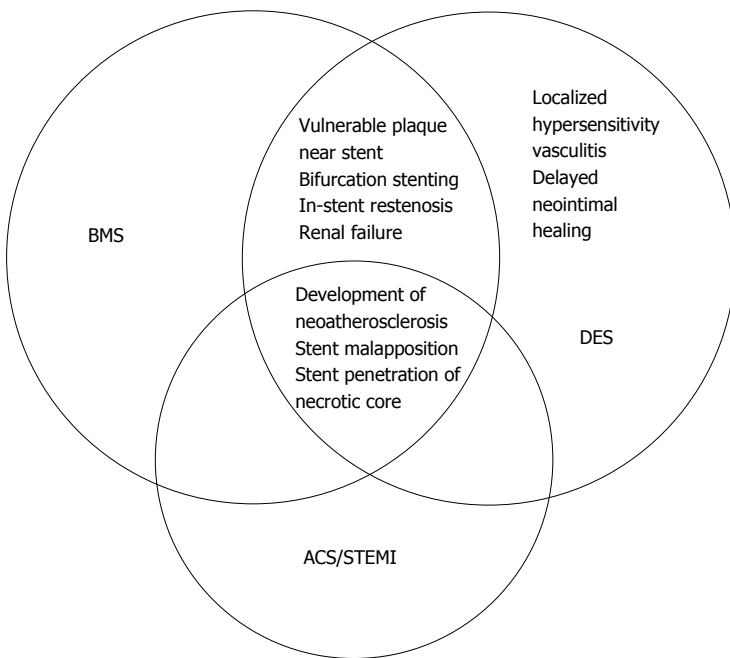 Localized
hypersensitivity
vasculitis
Delayed
neointimal
healing
Vulnerable plaque
near stent
Bifurcation stenting
In-stent restenosis
Renal failure
BMS
Development of
neoatherosclerosis
Stent malapposition
Stent penetration of
necrotic core
DES
ACS/STEMI